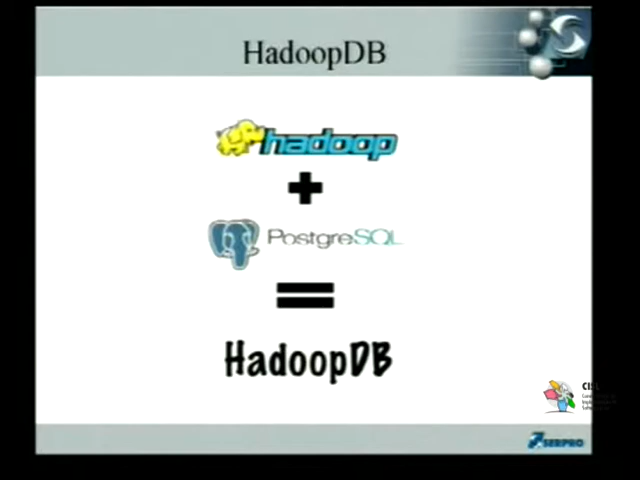 HadoopDB
hadoop
+
PostgreSQL
=
HadoopDB
SERPRO